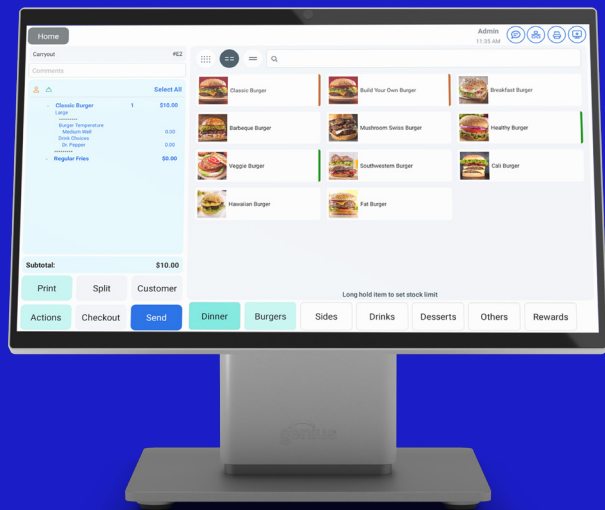 Home
Admin
11:35 AM
Carryout #E2
Comments
Select All
Classic Burger 1 $10.00
Large
Burger Temperature
Medium Well 0.00
Drink Choices
Dr. Pepper 0.00
Regular Fries $0.00
Subtotal: $10.00
Print Split Customer
Actions Checkout Send
Classic Burger Build Your Own Burger Breakfast Burger
Barbeque Burger Mushroom Swiss Burger Healthy Burger
Veggie Burger Southwestern Burger Cali Burger
Hawaiian Burger Fat Burger
Long hold item to set stock limit
Dinner Burgers Sides Drinks Desserts Others Rewards
genius